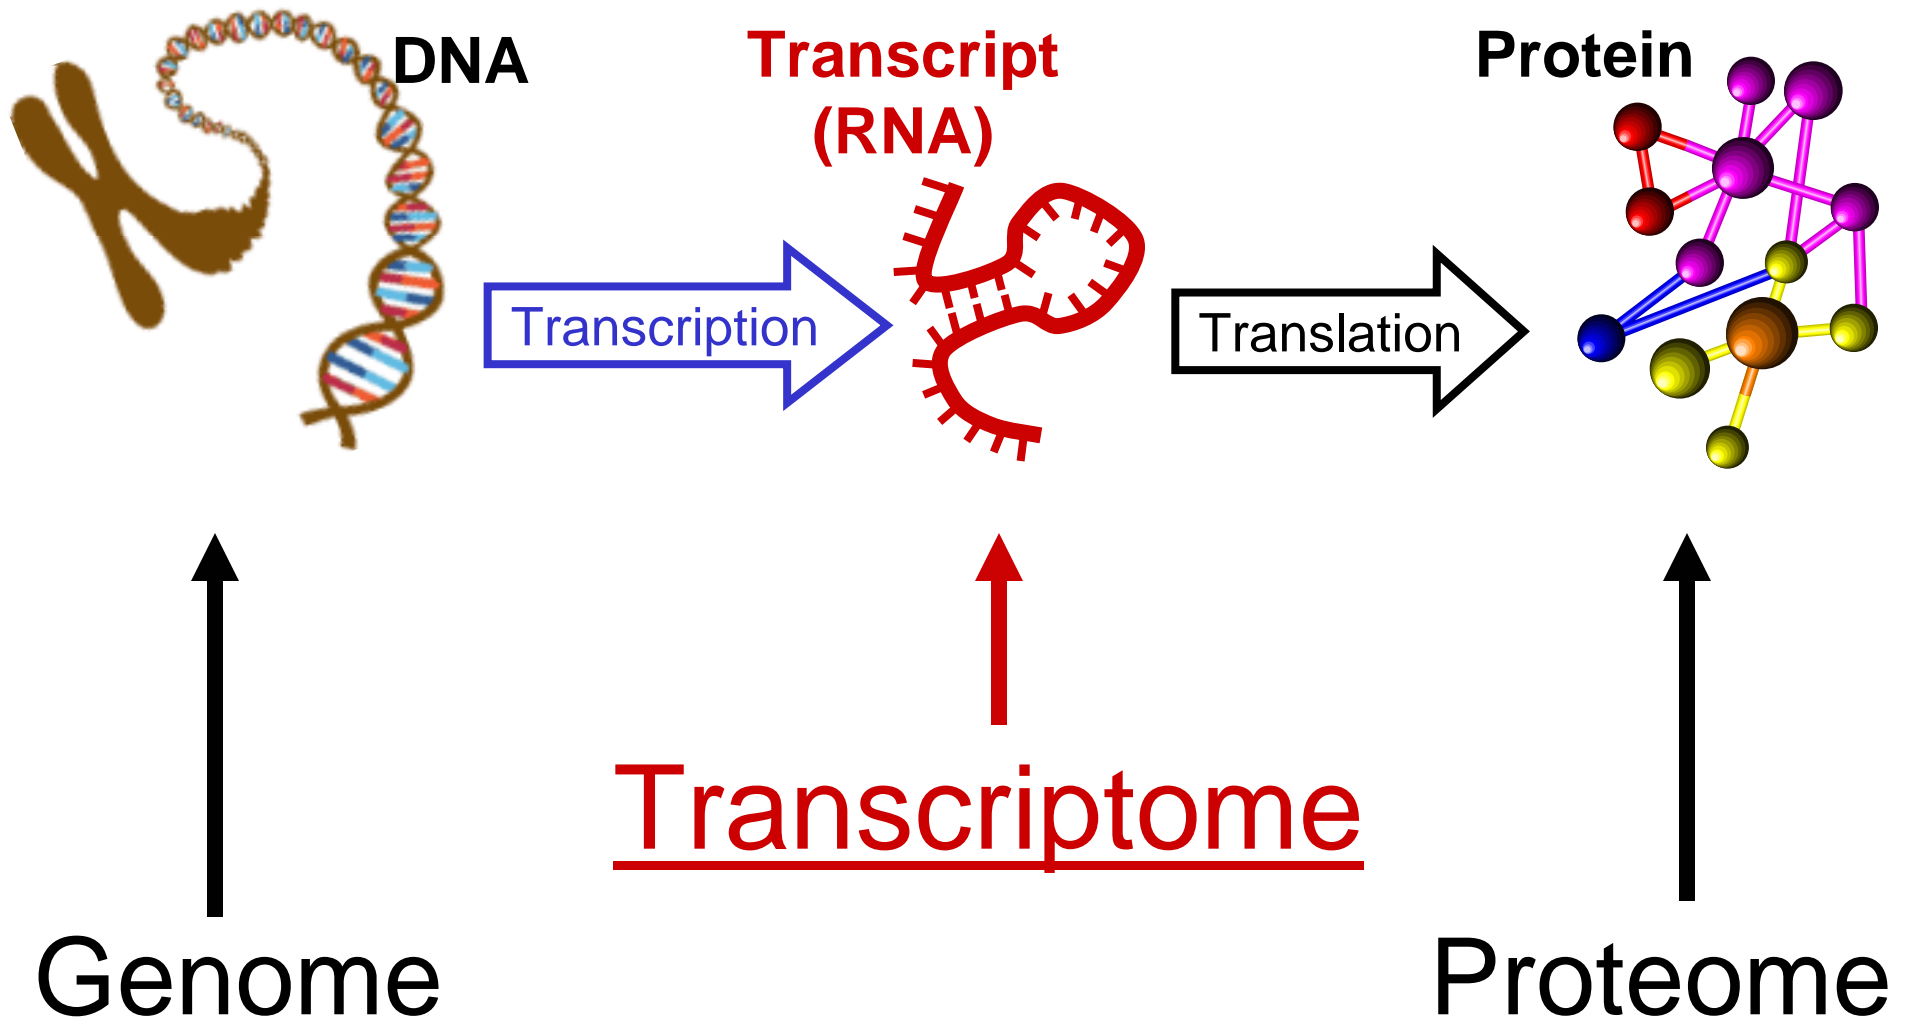 DNA
Transcript
(RNA)
Protein
Transcription
Translation
Transcriptome
Genome
Proteome